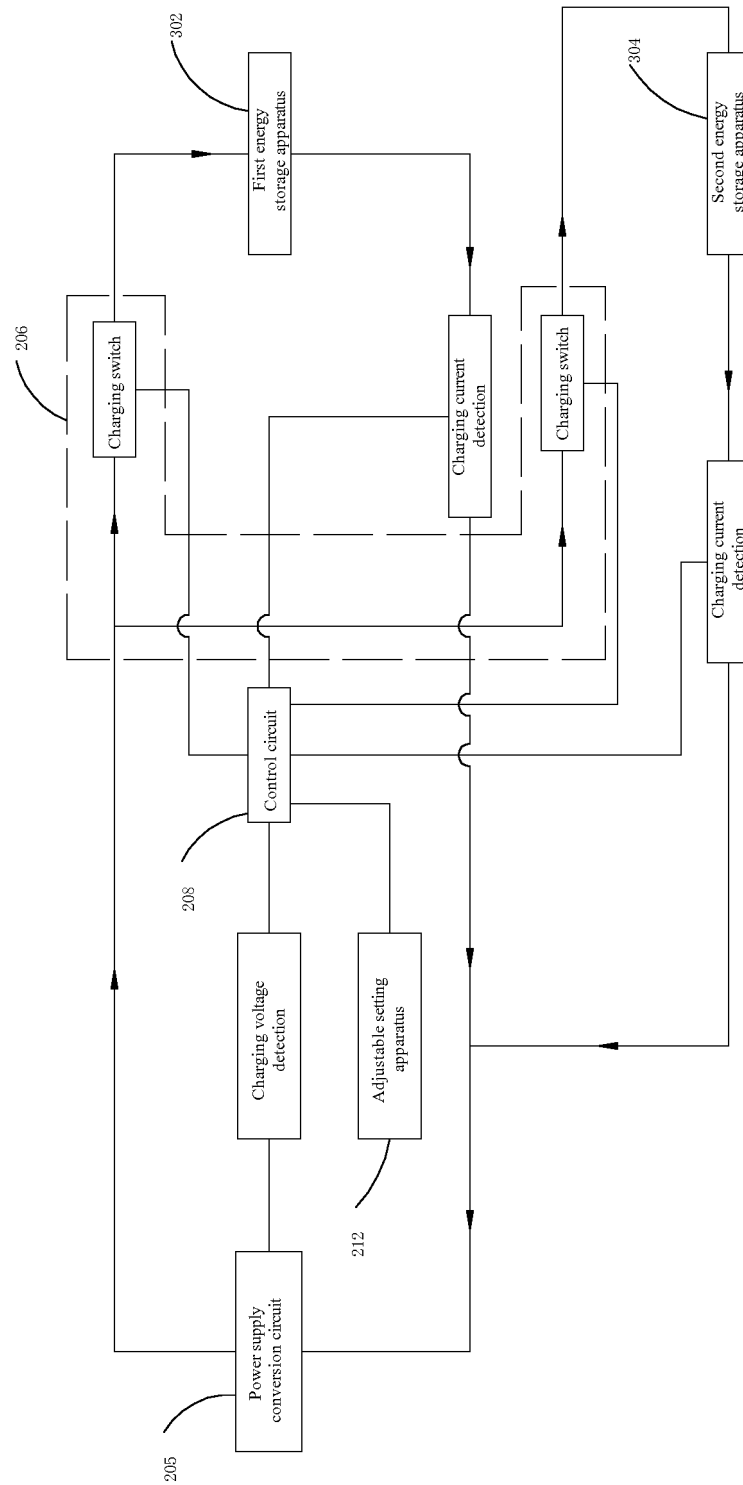 205
Power supply
conversion circuit
Charging voltage
detection
212
Adjustable setting
apparatus
208
Control circuit
206
Charging switch
Charging current
detection
Charging switch
Charging current
detection
302
First energy
storage apparatus
304
Second energy
storage apparatus